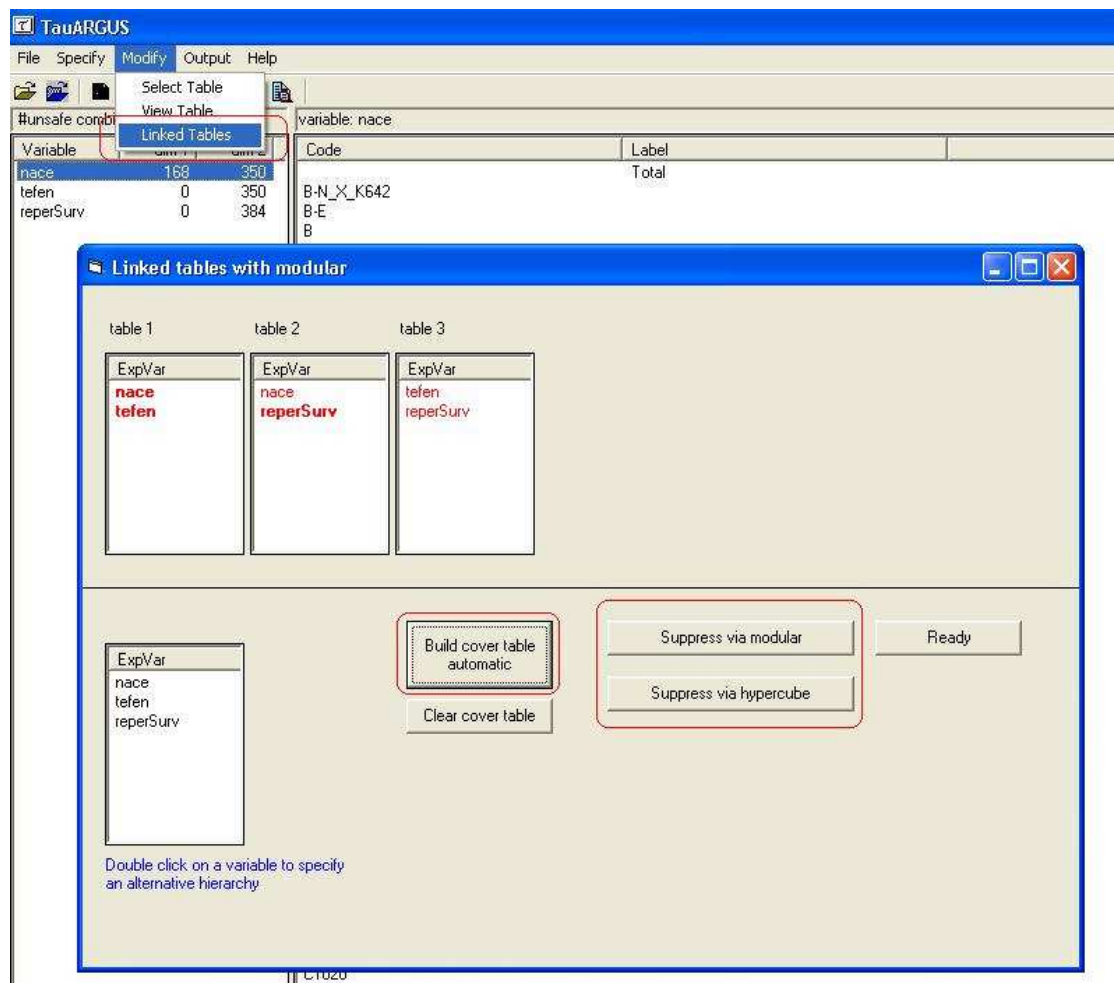 TauARGUS
File Specify Modify Output Help
Select Table
View Table
Linked Tables
#unsafe combi
variable: nace
Variable
Code Label
nace 168 350
Total
tefen 0 350
B-N_X_K642
reperSurv 0 384
B-E
B
Linked tables with modular
table 1 table 2 table 3
ExpVar ExpVar ExpVar
nace nace tefen
tefen reperSurv reperSurv
Build cover table
automatic
Suppress via modular
Ready
ExpVar
nace
tefen
reperSurv
Suppress via hypercube
Clear cover table
Double click on a variable to specify
an alternative hierarchy